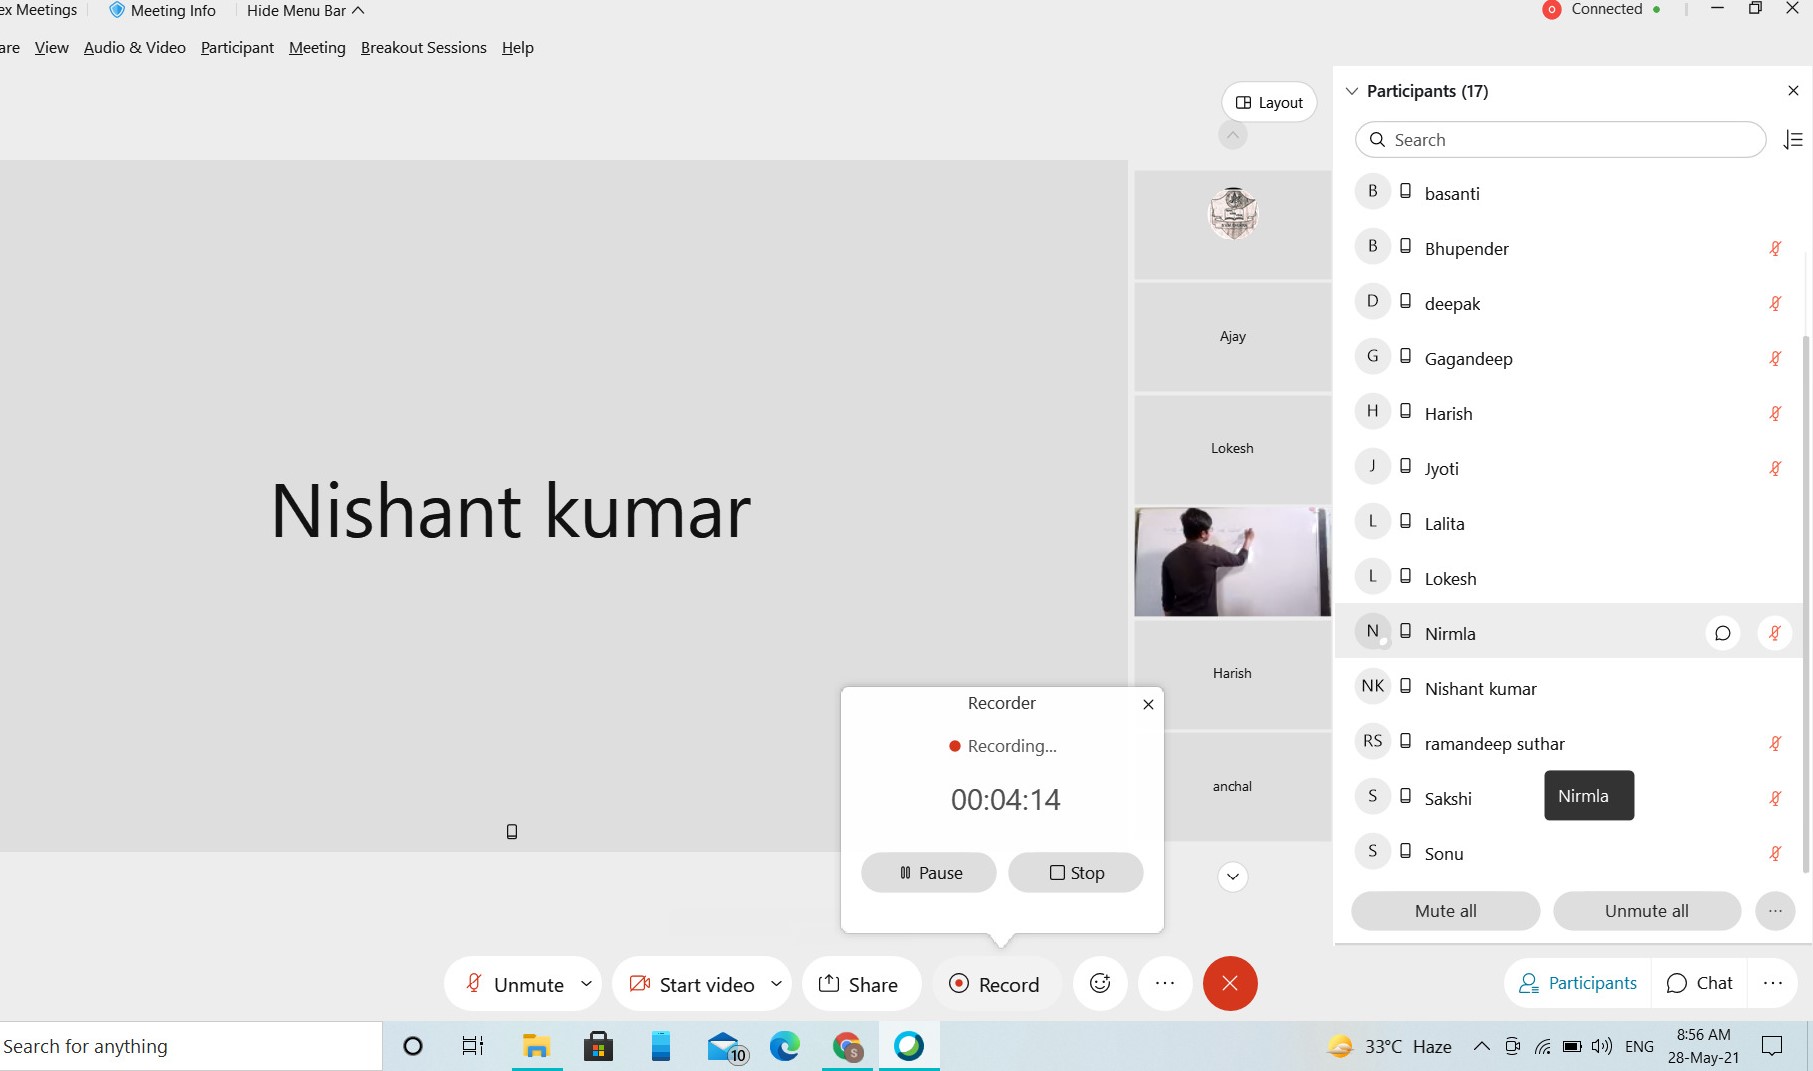 ex Meetings
Meeting Info
Hide Menu Bar
Connected
are View Audio & Video Participant Meeting Breakout Sessions Help
Layout
Ajay
Lokesh
Harish
anchal
Nishant kumar
Participants (17)
Search
B basanti
B Bhupender
D deepak
G Gagandeep
H Harish
J Jyoti
L Lalita
L Lokesh
N Nirmla
NK Nishant kumar
RS ramandeep suthar
S Sakshi
Nirmla
S Sonu
Mute all
Unmute all
Recorder
Recording...
00:04:14
Pause
Stop
Unmute
Start video
Share
Record
Participants
Chat
Search for anything
10
S
33°C Haze
ENG
8:56 AM
28-May-21